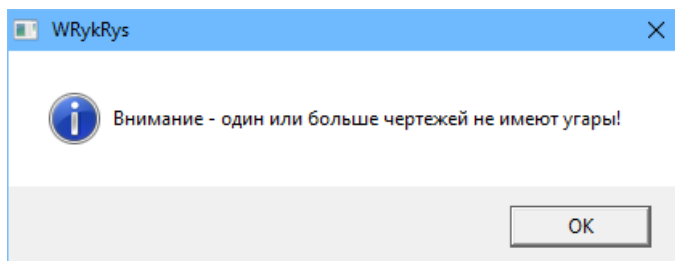 WRykRys
Внимание - один или больше чертежей не имеют угары!
OK